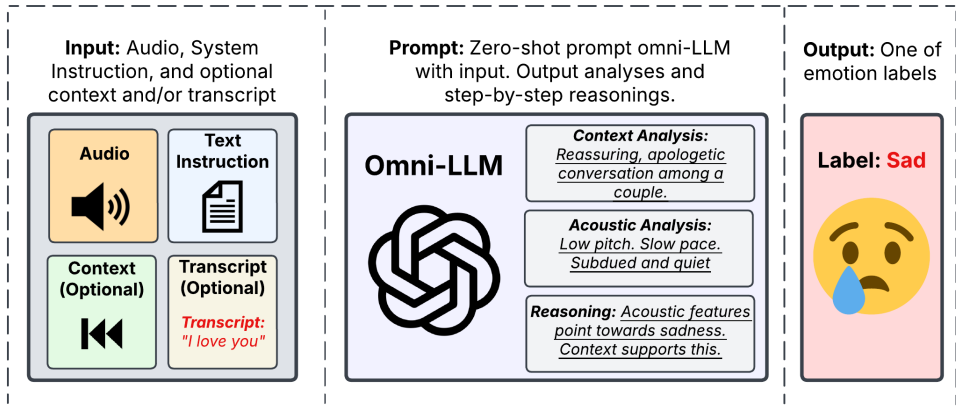 Input: Audio, System
Instruction, and optional
context and/or transcript
Audio
Text
Instruction
Context
(Optional)
Transcript
(Optional)
Transcript:
"I love you"
Prompt: Zero-shot prompt omni-LLM
with input. Output analyses and
step-by-step reasonings.
Omni-LLM
Context Analysis:
Reassuring, apologetic
conversation among a
couple.
Acoustic Analysis:
Low pitch. Slow pace.
Subdued and quiet
Reasoning: Acoustic features
point towards sadness.
Context supports this.
Output: One of
emotion labels
Label: Sad